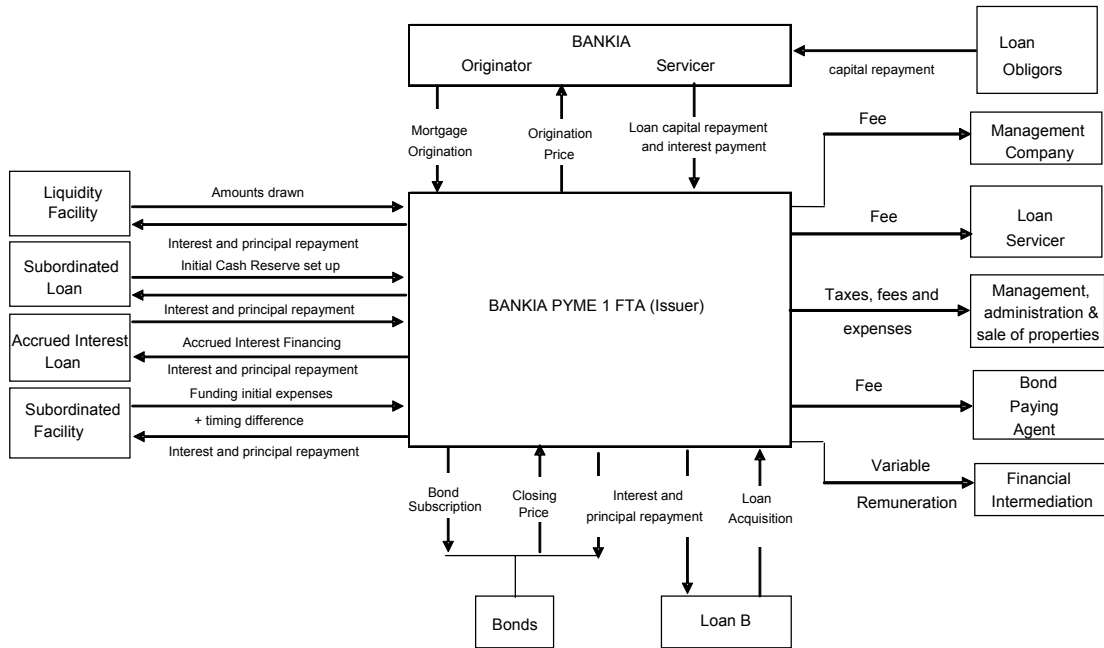 BANKIA
Originator Servicer
Loan
Obligors
capital repayment
Mortgage
Origination
Origination
Price
Loan capital repayment
and interest payment
Fee
Management
Company
Liquidity
Facility
Amounts drawn
Interest and principal repayment
Fee
Loan
Servicer
Subordinated
Loan
Initial Cash Reserve set up
Interest and principal repayment
BANKIA PYME 1 FTA (Issuer)
Taxes, fees and
expenses
Management,
administration &
sale of properties
Accrued Interest
Loan
Accrued Interest Financing
Interest and principal repayment
Subordinated
Facility
Funding initial expenses
+ timing difference
Interest and principal repayment
Fee
Bond
Paying
Agent
Variable
Remuneration
Financial
Intermediation
Bond
Subscription
Closing
Price
Interest and
principal repayment
Loan
Acquisition
Bonds
Loan B